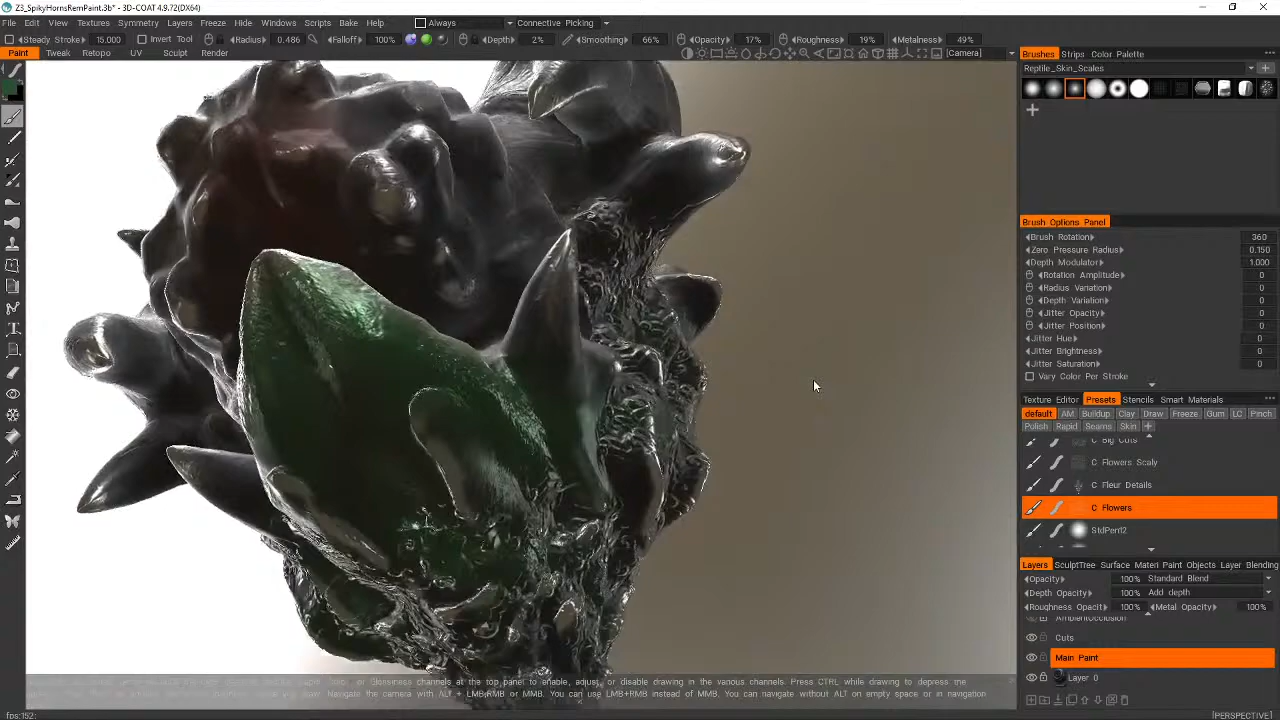 Z3_SpikyHornsRemPaint.3b* - 3D-COAT 4.9.72(DX64)
File Edit View Symmetry Textures Layers Freeze Hide Windows Scripts Bake Help Always Connective Picking
Steady Stroke 15.000 Invert Tool Radius 0.486 Falloff 100% Depth 2% Smoothing 66% Opacity 17% Roughness 19% Metalness 49%
Paint Tweak Retopo UV Sculpt Render [Camera]
Brushes Strips Color Palette
Reptile_Skin_Scales
Brush Options Panel
Brush Rotation 360
Zero Pressure Radius 0.150
Depth Modulator 1.000
Rotation Amplitude 0
Radius Variation 0
Depth Variation 0
Jitter Opacity 0
Jitter Position 0
Jitter Hue 0
Jitter Brightness 0
Jitter Saturation 0
Vary Color Per Stroke
Texture Editor Presets Stencils Smart Materials
default AM Buildup Clay Draw Freeze Gum LC Pinch
Polish Rapid Seams Skin +
C Big Cuts
C Flowers Scaly
C Fleur Details
C Flowers
StdPent2
Layers SculptTree Surface Materi Paint Objects Layer Blending
Opacity 100% Standard Blend
Depth Opacity 100% Add depth
Roughness Opacit 100% Metal Opacity 100%
AmbientOcclusion
Cuts
Main Paint
Layer 0
or Glossiness channels at the top panel to enable, adjust, or disable drawing in the various channels. Press CTRL while drawing to depress the
Navigate the camera with ALT + LMB,RMB or MMB. You can use LMB+RMB instead of MMB. You can navigate without ALT on empty space or in navigation
fps:152; [PERSPECTIVE]